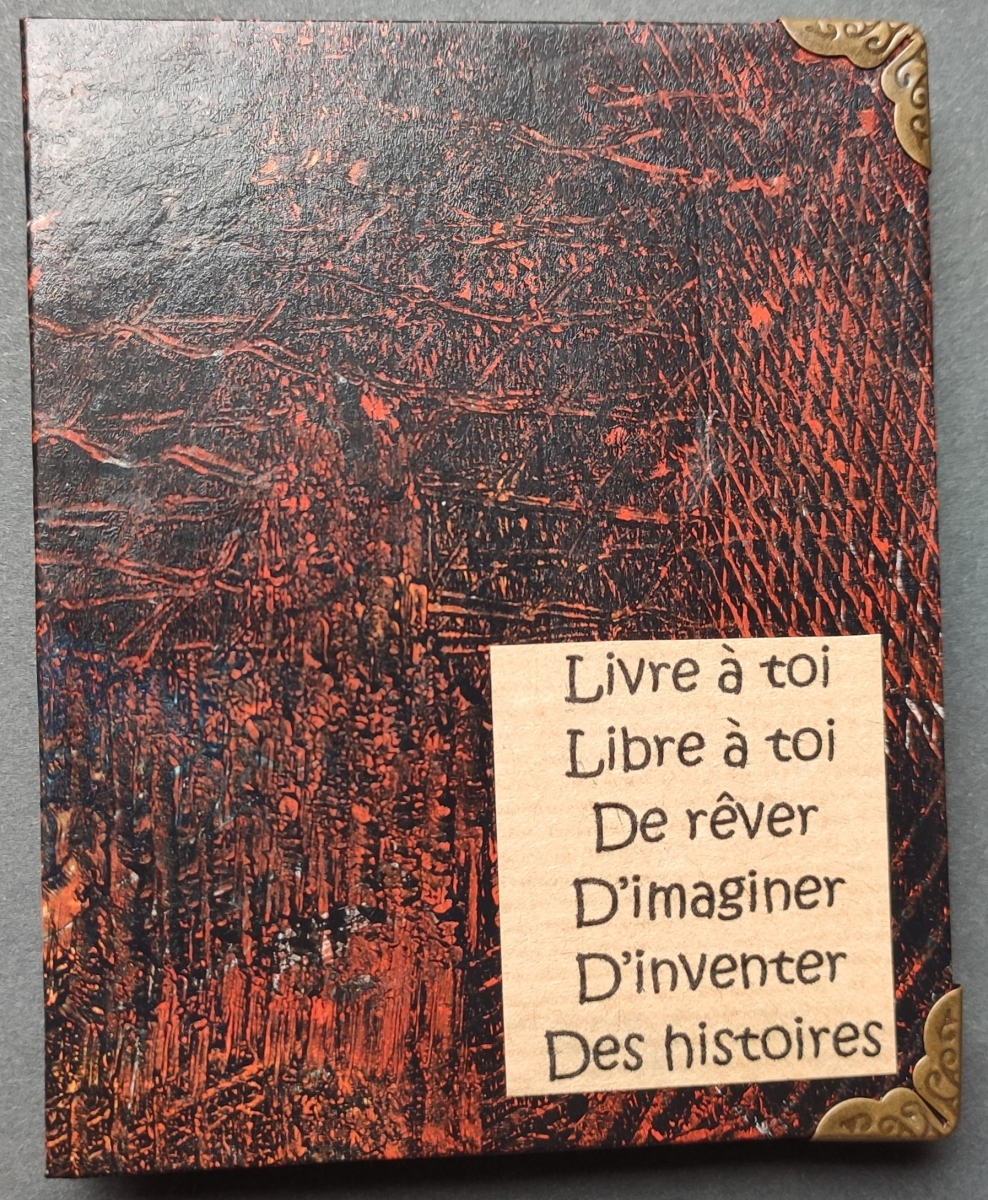 Livre à toi
Libre à toi
De rêver
D'imaginer
D'inventer
Des histoires